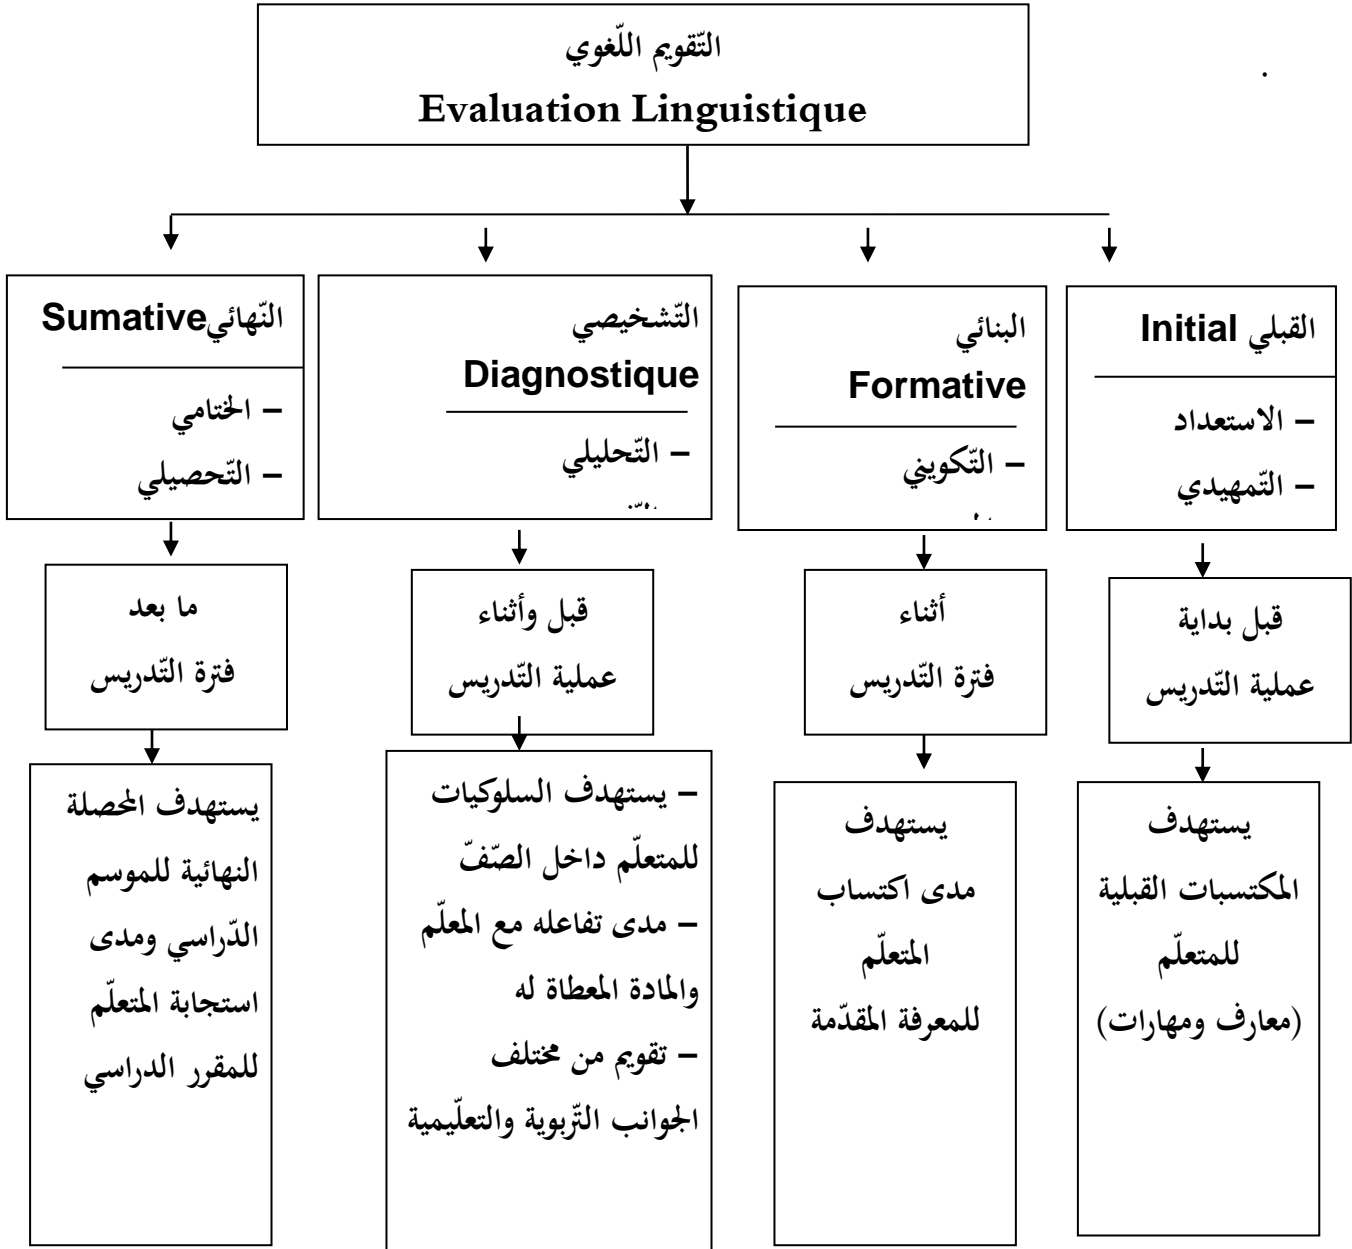 التّقويم اللّغوي
Evaluation Linguistique
.
القبلي Initial
– الاستعداد
– التّمهيدي
البنائي
Formative
– التّكويني
التّشخيصي
Diagnostique
– التّحليلي
النّهائي Sumative
– الختامي
– التّحصيلي
قبل بداية
عملية التّدريس
أثناء
فترة التّدريس
قبل وأثناء
عملية التّدريس
ما بعد
فترة التّدريس
يستهدف
المكتسبات القبلية
للمتعلّم
(معارف ومهارات)
يستهدف
مدى اكتساب
المتعلّم
للمعرفة المقدّمة
– يستهدف السلوكيات
للمتعلّم داخل الصّفّ
– مدى تفاعله مع المعلّم
والمادة المعطاة له
– تقويم من مختلف
الجوانب التّربوية والتعلّيمية
يستهدف المحصلة
النهائية للموسم
الدّراسي ومدى
استجابة المتعلّم
للمقرر الدراسي